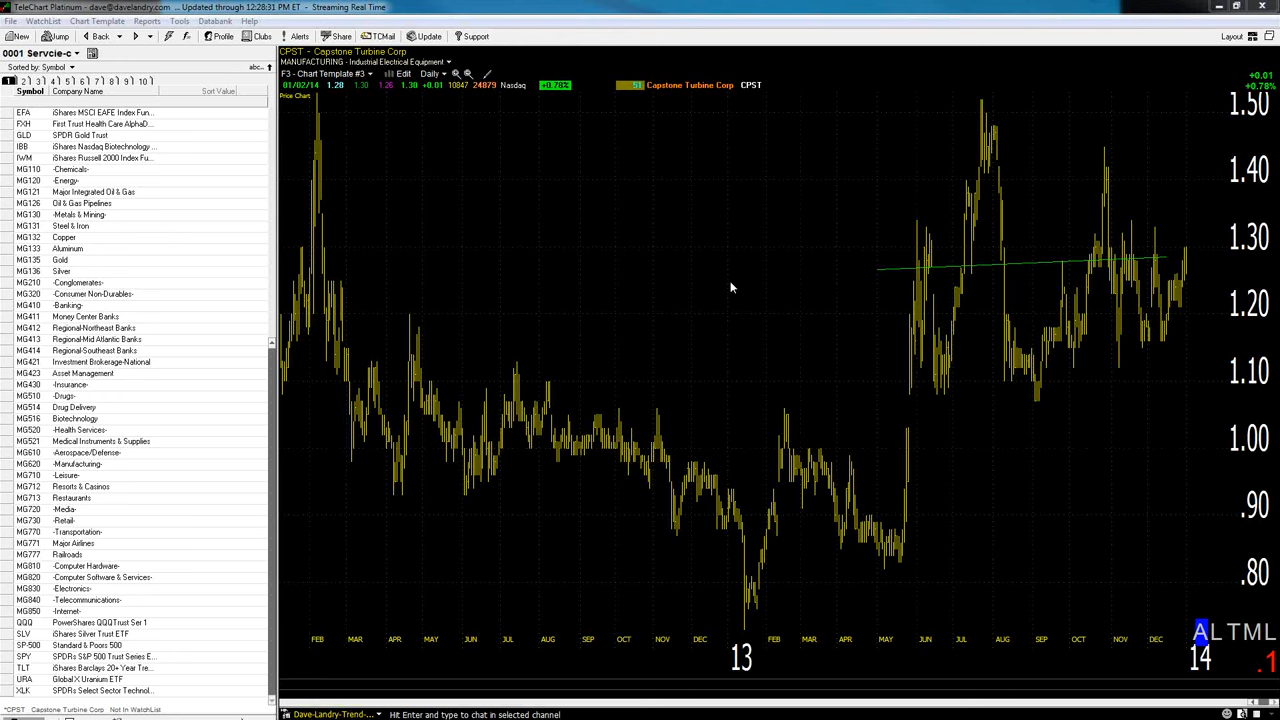 TeleChart Platinum - dave@davelandry.com ... Updated through 12:28:31 PM ET - Streaming Real Time
File WatchList Chart Template Reports Tools Databank Help
New Jump Back Profile Clubs Alerts Share TCMail Update Support Layout
0001 Servcie-c
Sorted by: Symbol abc..
1 2 3 4 5 6 7 8 9 10
Symbol Company Name Sort Value
EFA iShares MSCI EAFE Index Fun...
FXH First Trust Health Care AlphaD...
GLD SPDR Gold Trust
IBB iShares Nasdaq Biotechnology ...
IWM iShares Russell 2000 Index Fu...
MG110 -Chemicals-
MG120 -Energy-
MG121 Major Integrated Oil & Gas
MG126 Oil & Gas Pipelines
MG130 -Metals & Mining-
MG131 Steel & Iron
MG132 Copper
MG133 Aluminum
MG135 Gold
MG136 Silver
MG210 -Conglomerates-
MG320 -Consumer Non-Durables-
MG410 -Banking-
MG411 Money Center Banks
MG412 Regional-Northeast Banks
MG413 Regional-Mid Atlantic Banks
MG414 Regional-Southeast Banks
MG421 Investment Brokerage-National
MG423 Asset Management
MG430 -Insurance-
MG510 -Drugs-
MG514 Drug Delivery
MG516 Biotechnology
MG520 -Health Services-
MG521 Medical Instruments & Supplies
MG610 -Aerospace/Defense-
MG620 -Manufacturing-
MG710 -Leisure-
MG712 Resorts & Casinos
MG713 Restaurants
MG720 -Media-
MG730 -Retail-
MG770 -Transportation-
MG771 Major Airlines
MG777 Railroads
MG810 -Computer Hardware-
MG820 -Computer Software & Services-
MG830 -Electronics-
MG840 -Telecommunications-
MG850 -Internet-
QQQ PowerShares QQQTrust Ser 1
SLV iShares Silver Trust ETF
SP-500 Standard & Poors 500
SPY SPDRs S&P 500 Trust Series E...
TLT iShares Barclays 20+ Year Tre...
URA Global X Uranium ETF
XLK SPDRs Select Sector Technol...
*CPST Capstone Turbine Corp Not In WatchList
CPST - Capstone Turbine Corp
MANUFACTURING - Industrial Electrical Equipment
F3 - Chart Template #3 Edit Daily
01/02/14 1.28 1.30 1.26 1.30 +0.01 10847 24879 Nasdaq +0.78% 51 Capstone Turbine Corp CPST
Price Chart
+0.01
+0.78%
1.50
1.40
1.30
1.20
1.10
1.00
.90
.80
FEB MAR APR MAY JUN JUL AUG SEP OCT NOV DEC FEB MAR APR MAY JUN JUL AUG SEP OCT NOV DEC
13 14
ALTML
.1
Dave-Landry-Trend-... Hit Enter and type to chat in selected channel